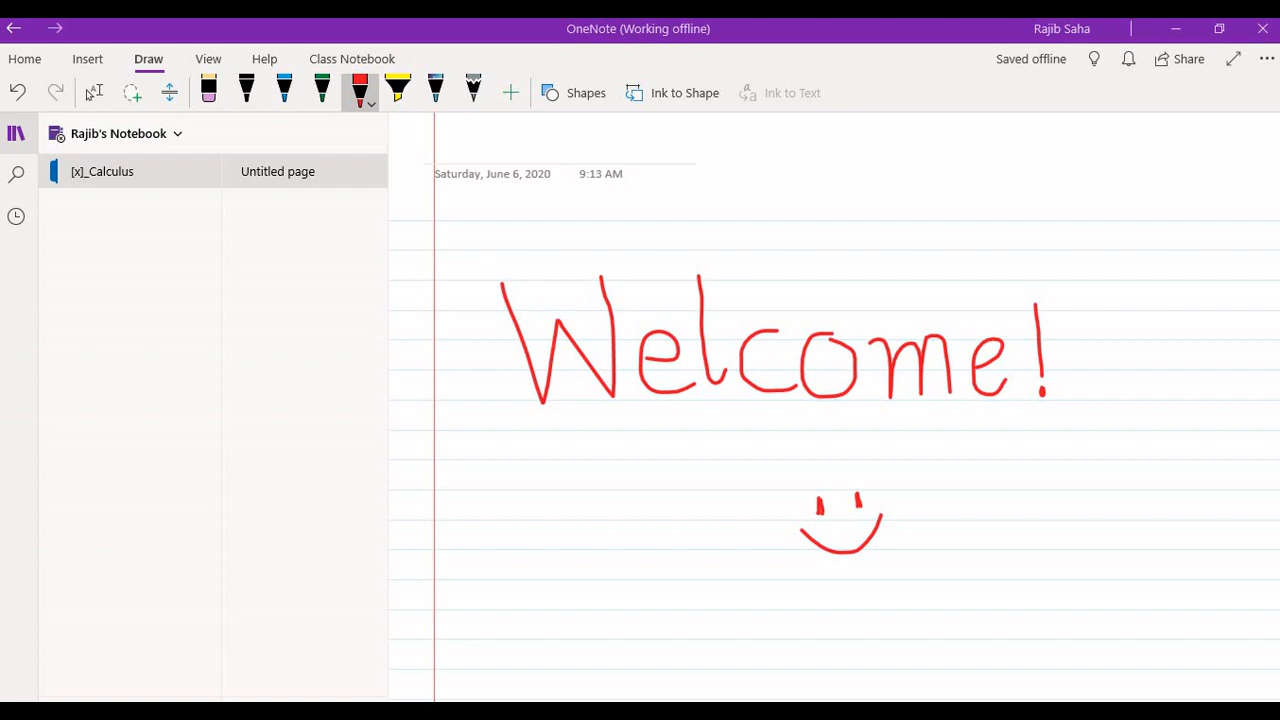 OneNote (Working offline)
Rajib Saha
Home
Insert
Draw
View
Help
Class Notebook
Saved offline
Share
Shapes
Ink to Shape
Ink to Text
Rajib's Notebook
[x]_Calculus
Untitled page
Saturday, June 6, 2020
9:13 AM
Welcome!